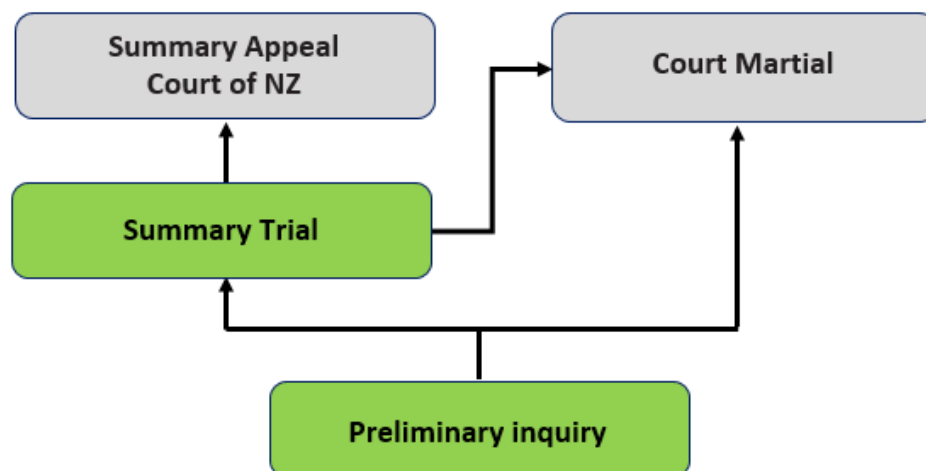 Summary Appeal
Court of NZ
Court Martial
Summary Trial
Preliminary inquiry